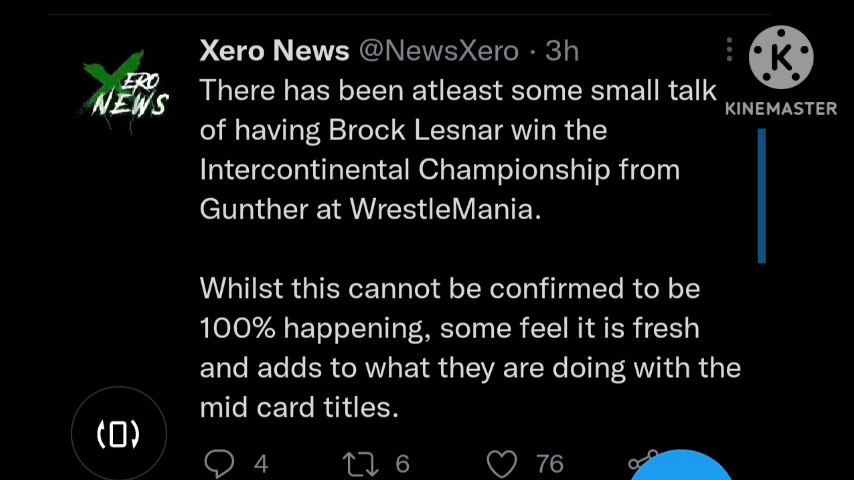 Xero News @NewsXero · 3h
There has been atleast some small talk
of having Brock Lesnar win the
Intercontinental Championship from
Gunther at WrestleMania.
Whilst this cannot be confirmed to be
100% happening, some feel it is fresh
and adds to what they are doing with the
mid card titles.
4 6 76
XERO
NEWS
K
KINEMASTER